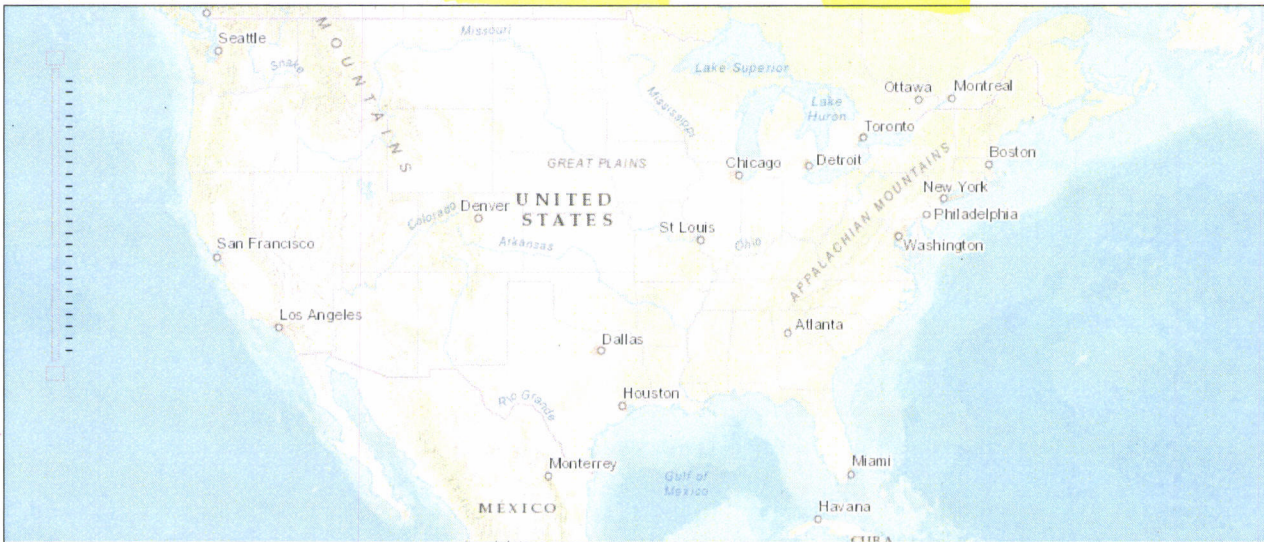 MOUNTAINS
Seattle
Snake
Missouri
Lake Superior
Mississippi
Lake
Huron
Ottawa
Montreal
Toronto
Boston
GREAT PLAINS
Chicago
Detroit
New York
Philadelphia
Washington
APPALACHIAN MOUNTAINS
Colorado
Denver
UNITED
STATES
St Louis
Ohio
Arkansas
San Francisco
Los Angeles
Atlanta
Dallas
Houston
Rio Grande
Monterrey
Gulf of
Mexico
Miami
MÉXICO
Havana
CUBA